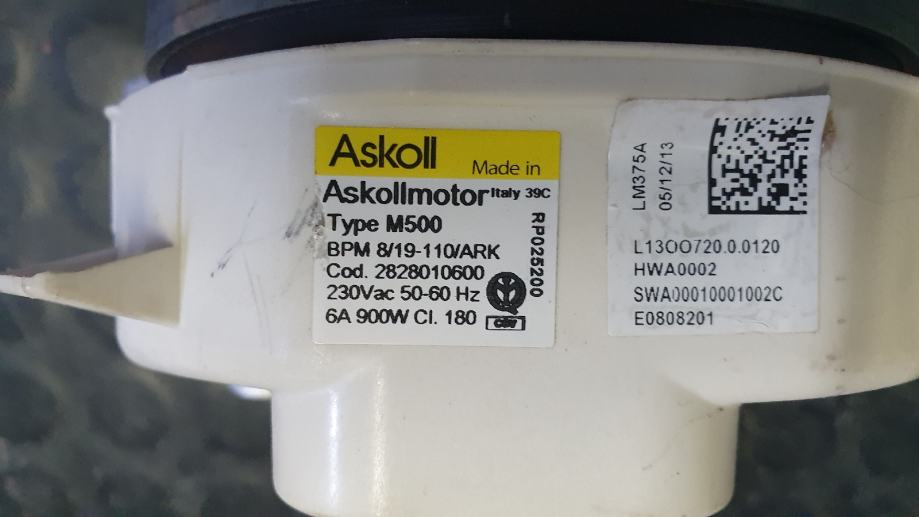 Askoll
Made in
Askollmotor Italy 39C
Type M500
BPM 8/19-110/ARK
Cod. 2828010600
230Vac 50-60 Hz
6A 900W Cl. 180
RP025200
LM375A
05/12/13
L13OO720.0.0120
HWA0002
SWA00010001002C
E0808201